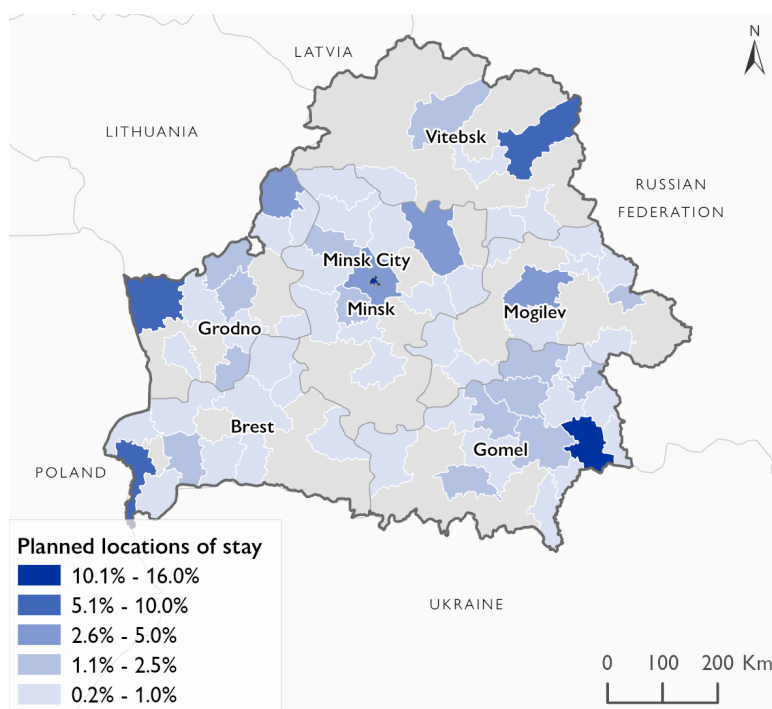 N
LATVIA
Vitebsk
LITHUANIA
RUSSIAN
FEDERATION
Minsk City
Minsk
Mogilev
Grodno
Brest
Gomel
POLAND
Planned locations of stay
10.1% - 16.0%
5.1% - 10.0%
2.6% - 5.0%
1.1% - 2.5%
0.2% - 1.0%
UKRAINE
0 100 200 Km